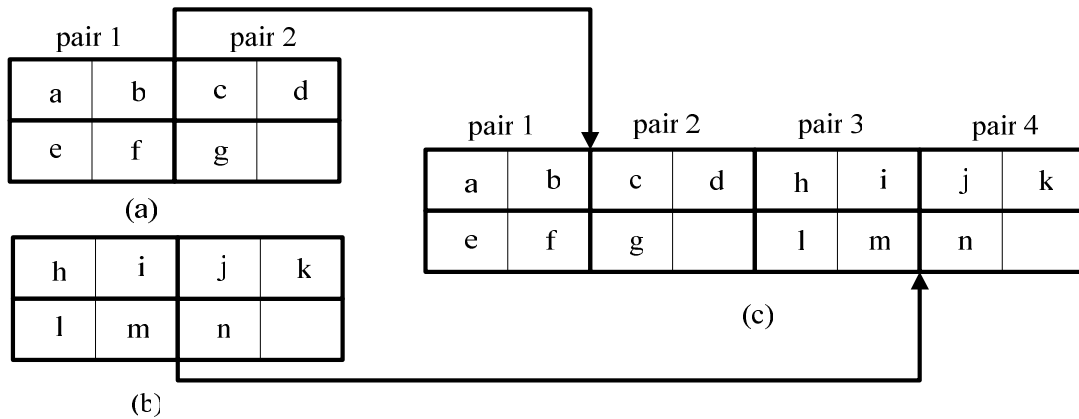 pair 1 pair 2
a b c d
e f g
(a)
h i j k
l m n
(b)
pair 1 pair 2 pair 3 pair 4
a b c d h i j k
e f g l m n
(c)